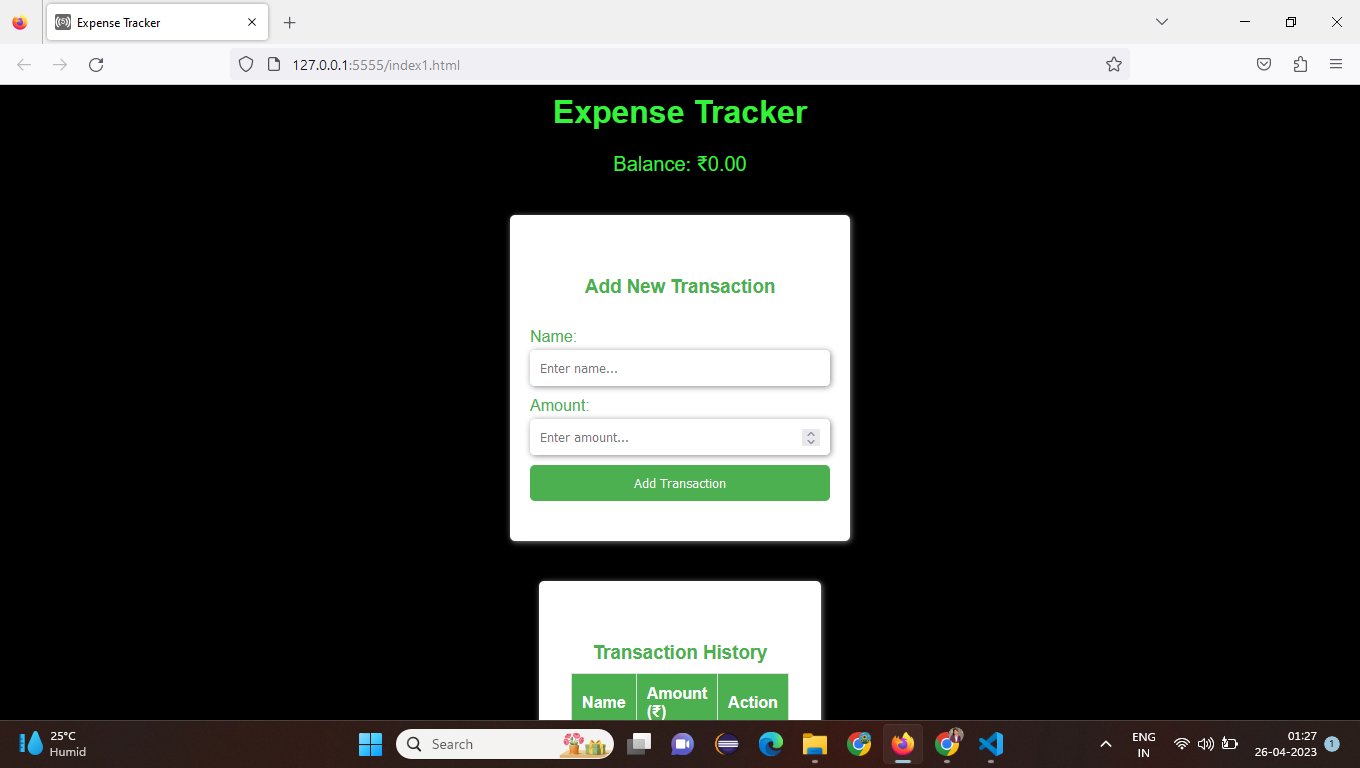 Expense Tracker
127.0.0.1:5555/index1.html
Expense Tracker
Balance: ₹0.00
Add New Transaction
Name:
Enter name...
Amount:
Enter amount...
Add Transaction
Transaction History
Name Amount (₹) Action
25°C
Humid
Search
ENG
IN
01:27
26-04-2023
1